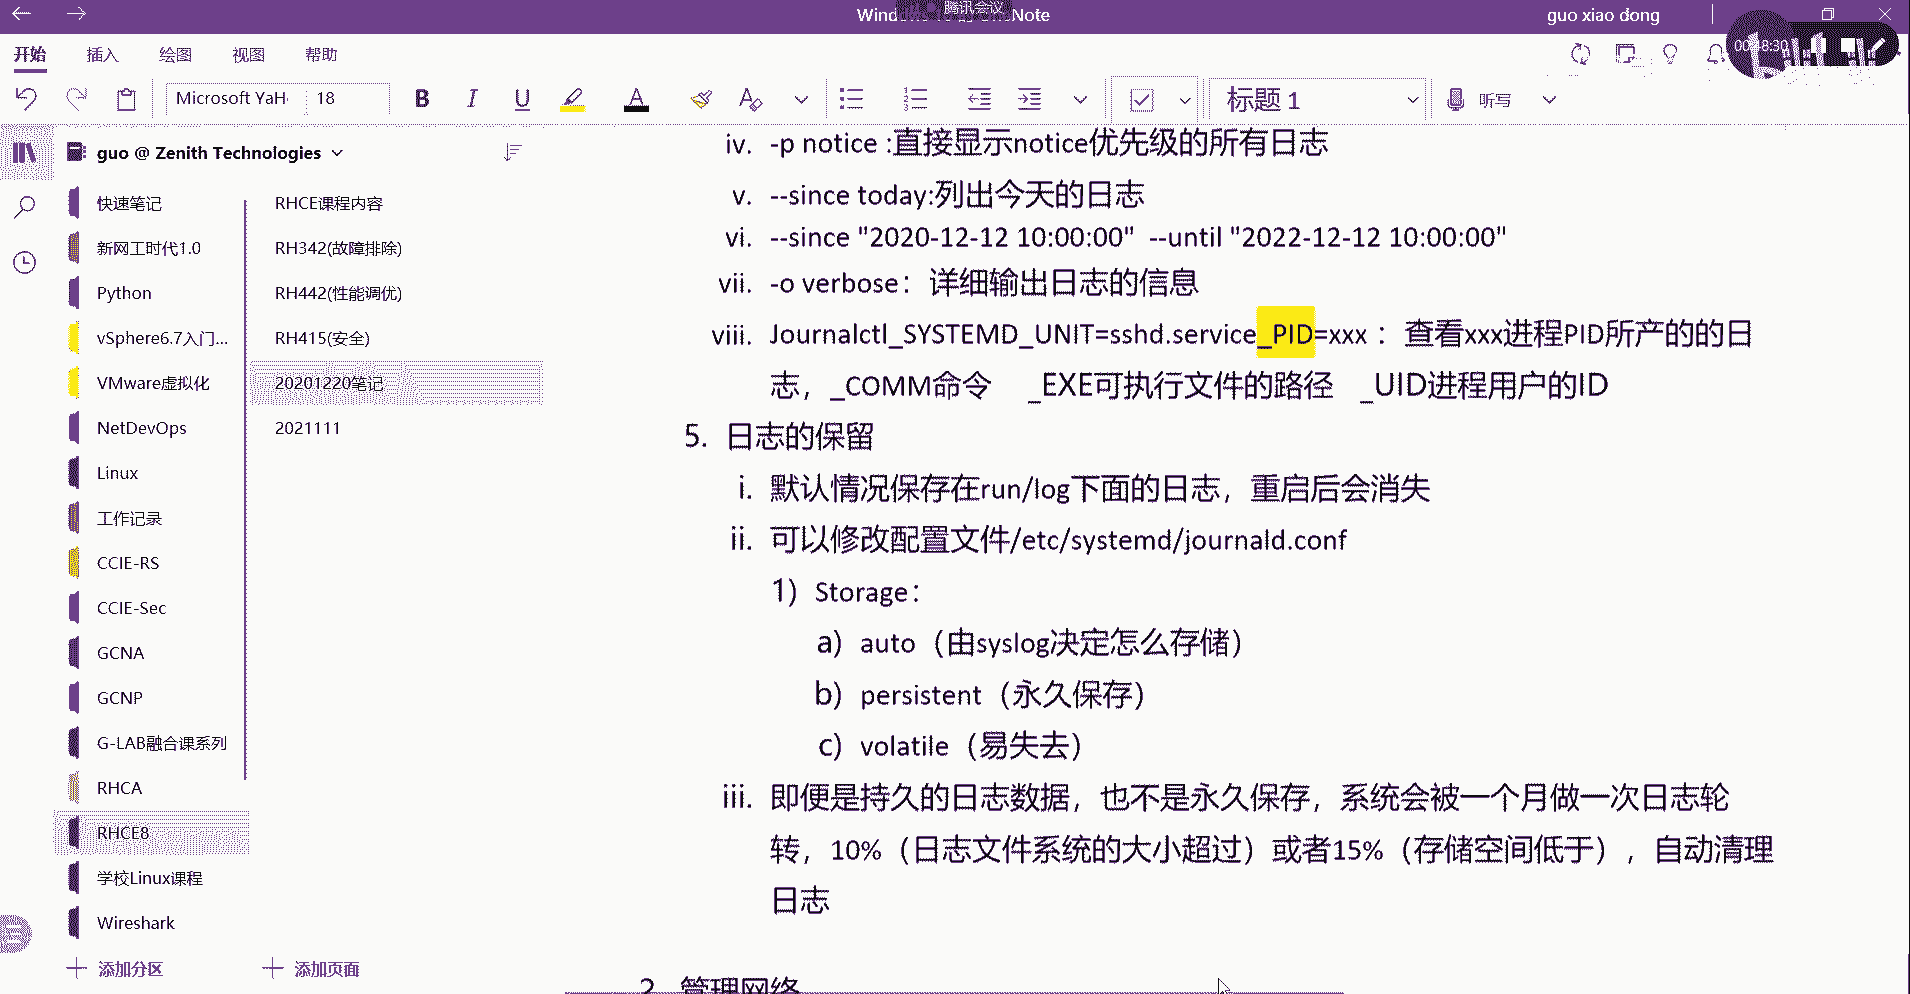 腾讯会议
guo xiao dong
开始 插入 绘图 视图 帮助
00:48:30
Microsoft YaH 18 B I U A 标题 1 听写
guo @ Zenith Technologies
快速笔记
新网工时代1.0
Python
vSphere6.7入门...
VMware虚拟化
NetDevOps
Linux
工作记录
CCIE-RS
CCIE-Sec
GCNA
GCNP
G-LAB融合课系列
RHCA
RHCE8
学校Linux课程
Wireshark
添加分区
RHCE课程内容
RH342(故障排除)
RH442(性能调优)
RH415(安全)
20201220笔记
2021111
添加页面
iv. -p notice :直接显示notice优先级的所有日志
v. --since today:列出今天的日志
vi. --since "2020-12-12 10:00:00" --until "2022-12-12 10:00:00"
vii. -o verbose：详细输出日志的信息
viii. Journalctl_SYSTEMD_UNIT=sshd.service_PID=xxx：查看xxx进程PID所产的的日
志，_COMM命令 _EXE可执行文件的路径 _UID进程用户的ID
5. 日志的保留
i. 默认情况保存在run/log下面的日志，重启后会消失
ii. 可以修改配置文件/etc/systemd/journald.conf
1) Storage：
a) auto（由syslog决定怎么存储）
b) persistent（永久保存）
c) volatile（易失去）
iii. 即便是持久的日志数据，也不是永久保存，系统会被一个月做一次日志轮
转，10%（日志文件系统的大小超过）或者15%（存储空间低于），自动清理
日志
2. 管理网络